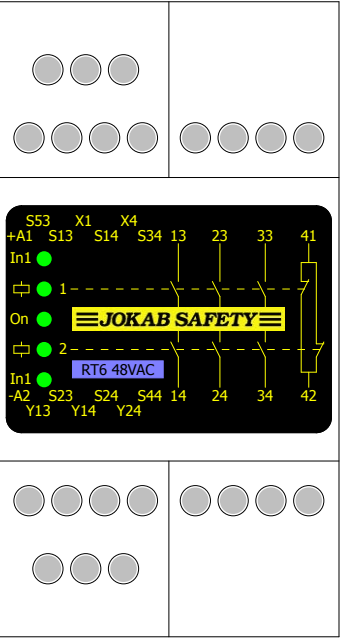 S53 X1 X4
+A1 S13 S14 S34 13 23 33 41
In1
1
On JOKAB SAFETY
2
RT6 48VAC
In1
-A2 S23 S24 S44 14 24 34 42
Y13 Y14 Y24